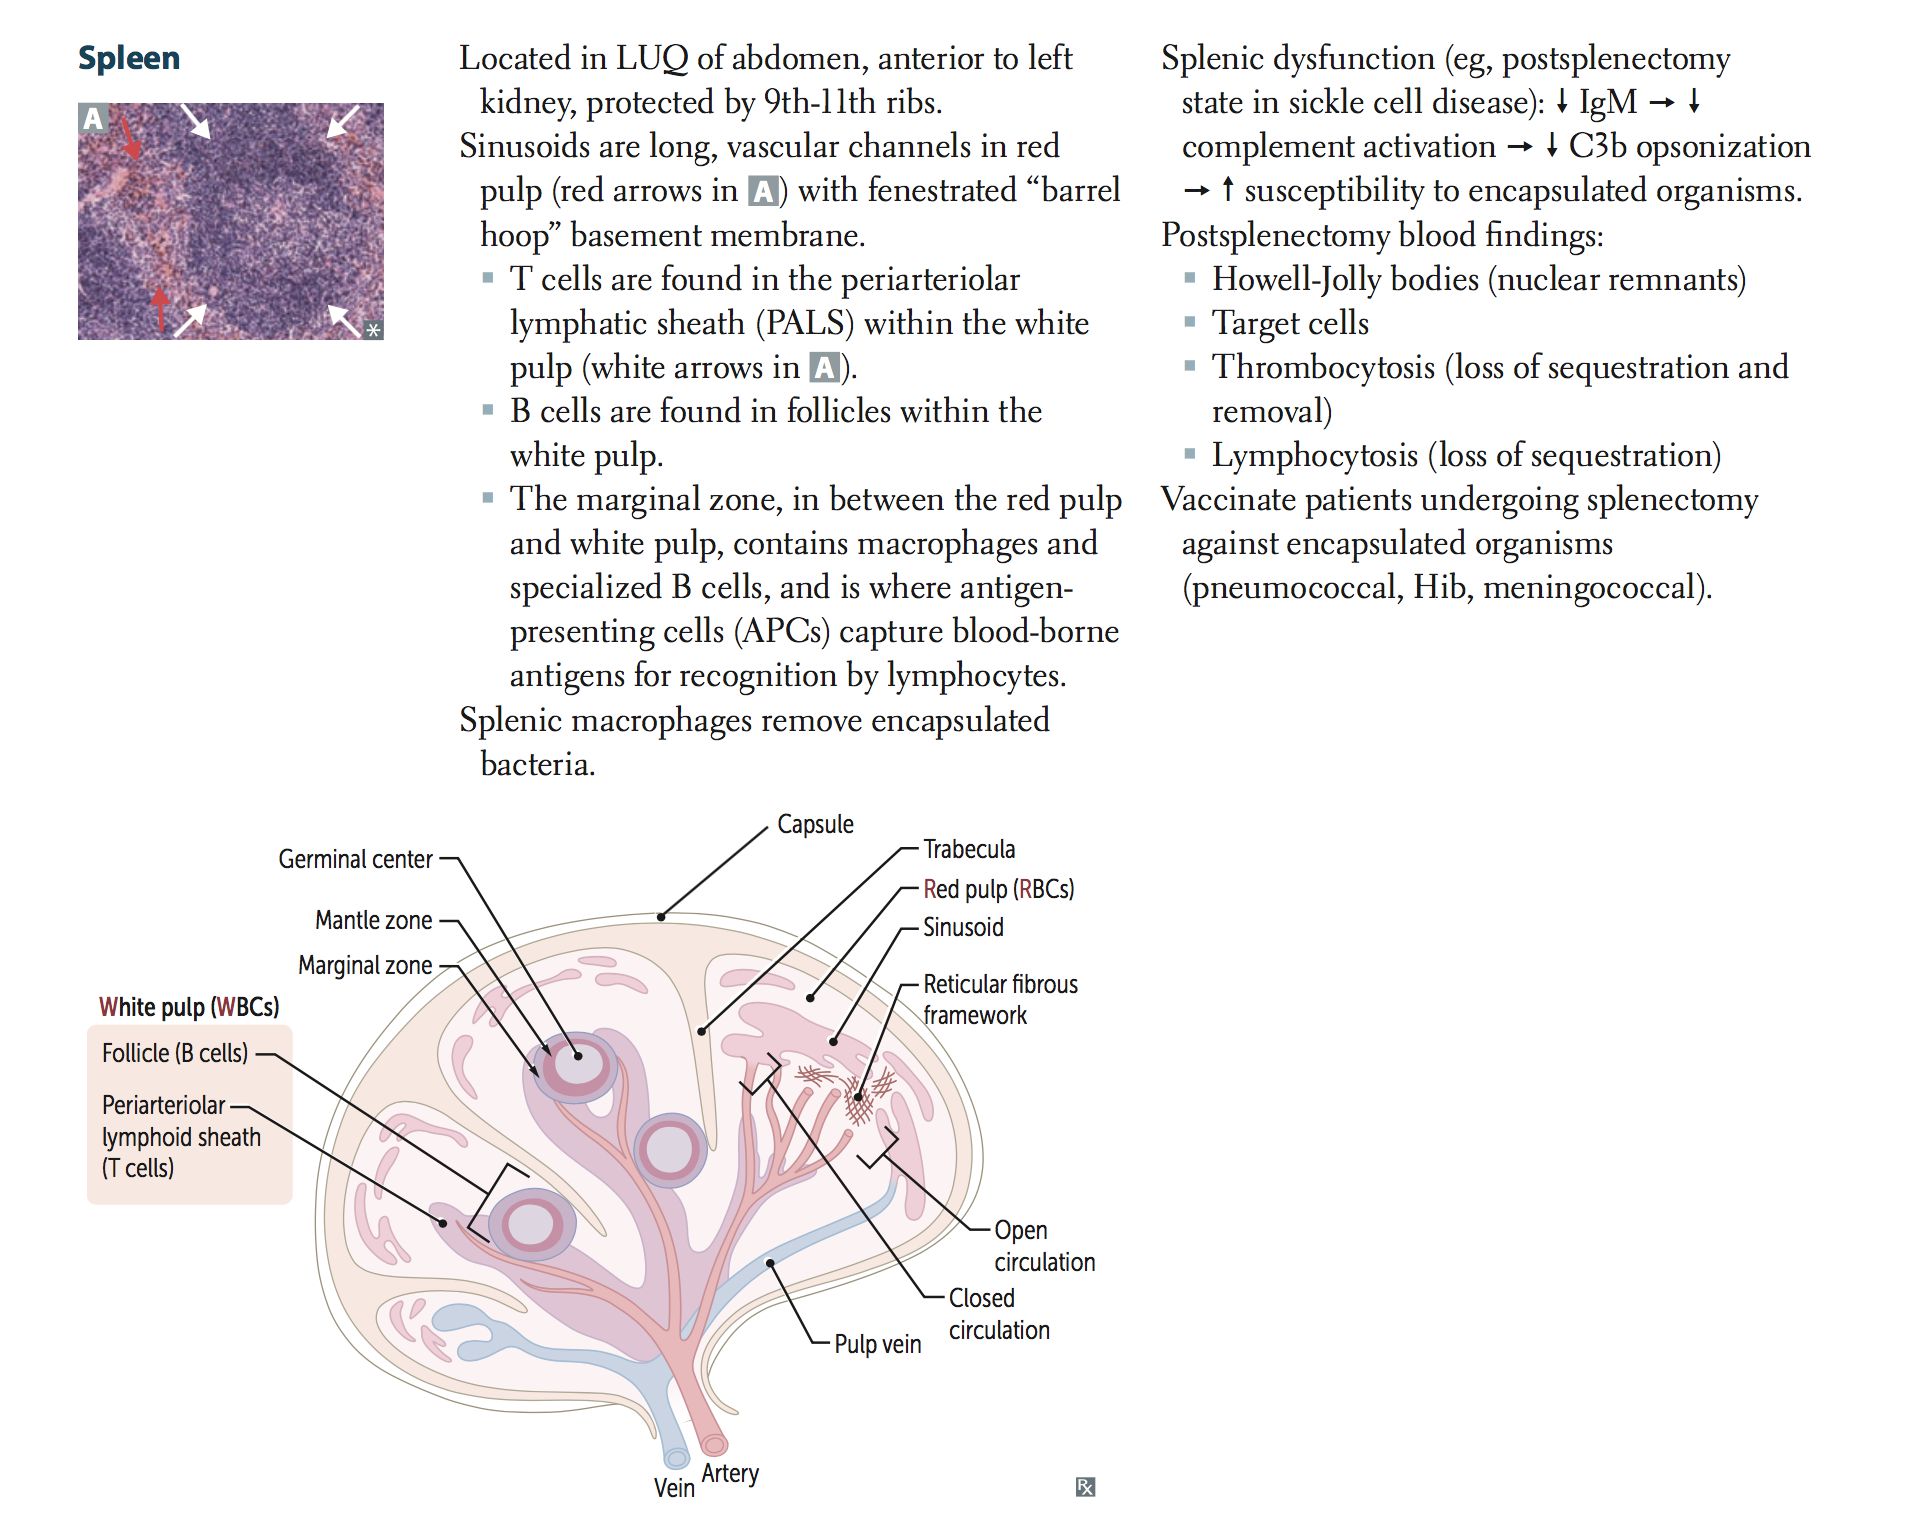 Spleen
A
*
Located in LUQ of abdomen, anterior to left
kidney, protected by 9th-11th ribs.
Sinusoids are long, vascular channels in red
pulp (red arrows in A) with fenestrated “barrel
hoop” basement membrane.
▪ T cells are found in the periarteriolar
lymphatic sheath (PALS) within the white
pulp (white arrows in A).
▪ B cells are found in follicles within the
white pulp.
▪ The marginal zone, in between the red pulp
and white pulp, contains macrophages and
specialized B cells, and is where antigen-
presenting cells (APCs) capture blood-borne
antigens for recognition by lymphocytes.
Splenic macrophages remove encapsulated
bacteria.
Splenic dysfunction (eg, postsplenectomy
state in sickle cell disease): ↓ IgM → ↓
complement activation → ↓ C3b opsonization
→ ↑ susceptibility to encapsulated organisms.
Postsplenectomy blood findings:
▪ Howell-Jolly bodies (nuclear remnants)
▪ Target cells
▪ Thrombocytosis (loss of sequestration and
removal)
▪ Lymphocytosis (loss of sequestration)
Vaccinate patients undergoing splenectomy
against encapsulated organisms
(pneumococcal, Hib, meningococcal).
Capsule
Germinal center
Mantle zone
Marginal zone
White pulp (WBCs)
Follicle (B cells)
Periarteriolar
lymphoid sheath
(T cells)
Trabecula
Red pulp (RBCs)
Sinusoid
Reticular fibrous
framework
Open
circulation
Closed
circulation
Pulp vein
Artery
Vein
Rx